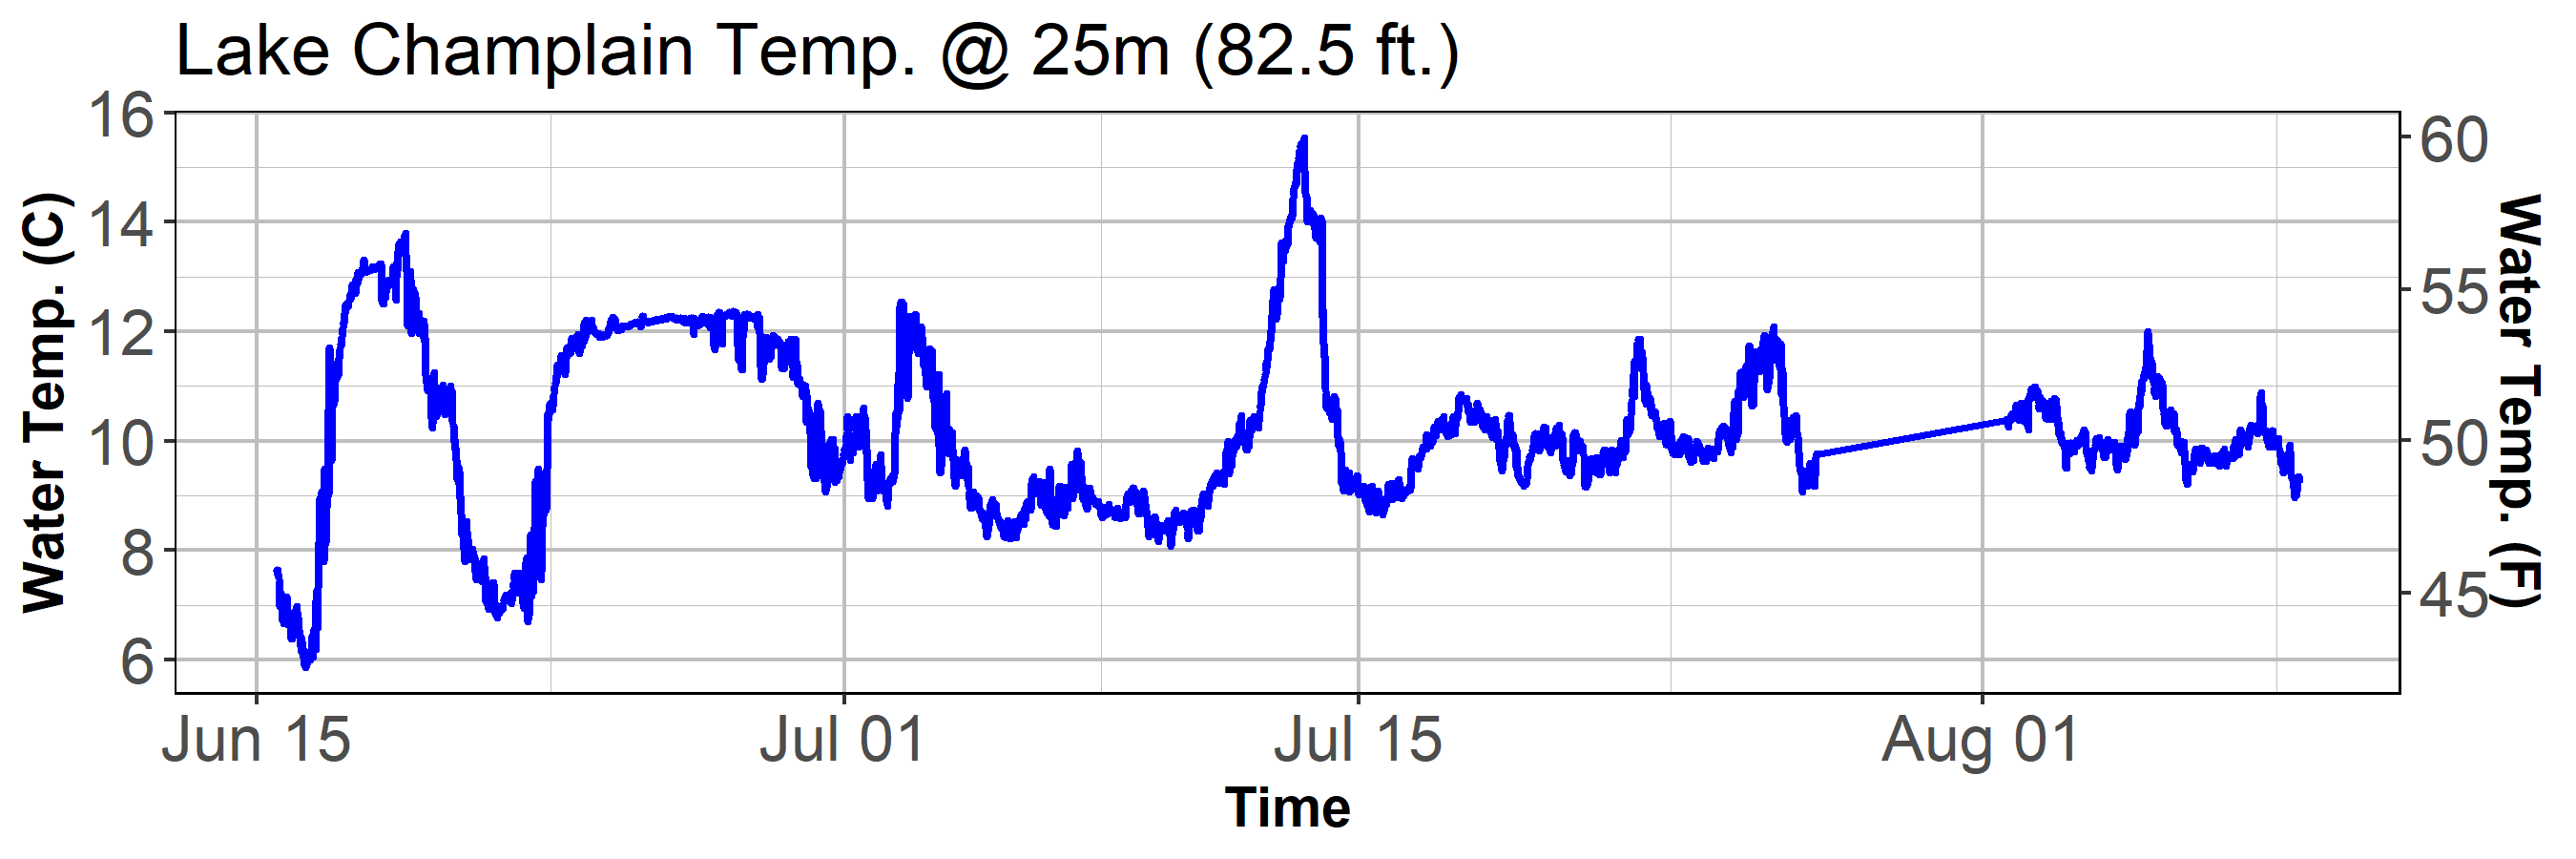 Lake Champlain Temp. @ 25m (82.5 ft.)
16
14
12
10
8
6
Water Temp. (C)
60
55
50
45
Water Temp. (F)
Jun 15
Jul 01
Jul 15
Aug 01
Time